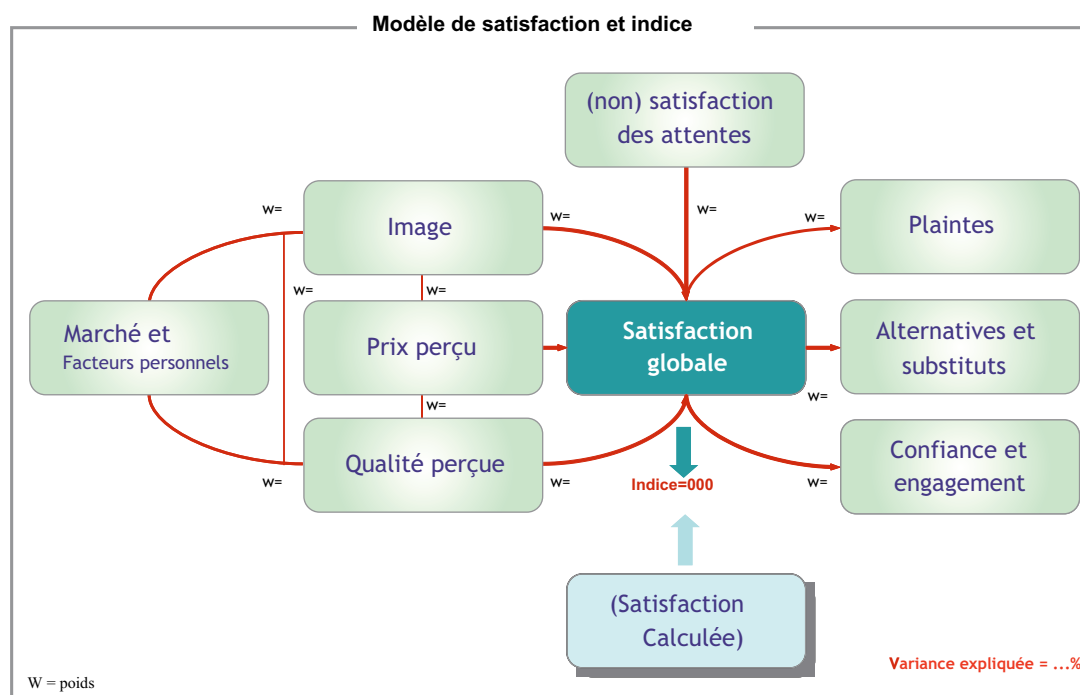 Modèle de satisfaction et indice
(non) satisfaction
des attentes
w=
w=
w=
w=
Image
Plaintes
w=
w=
Marché et
Facteurs personnels
Prix perçu
Satisfaction
globale
Alternatives et
substituts
w=
w=
Qualité perçue
Confiance et
engagement
w=
w=
w=
Indice=000
(Satisfaction
Calculée)
Variance expliquée = ...%
W = poids